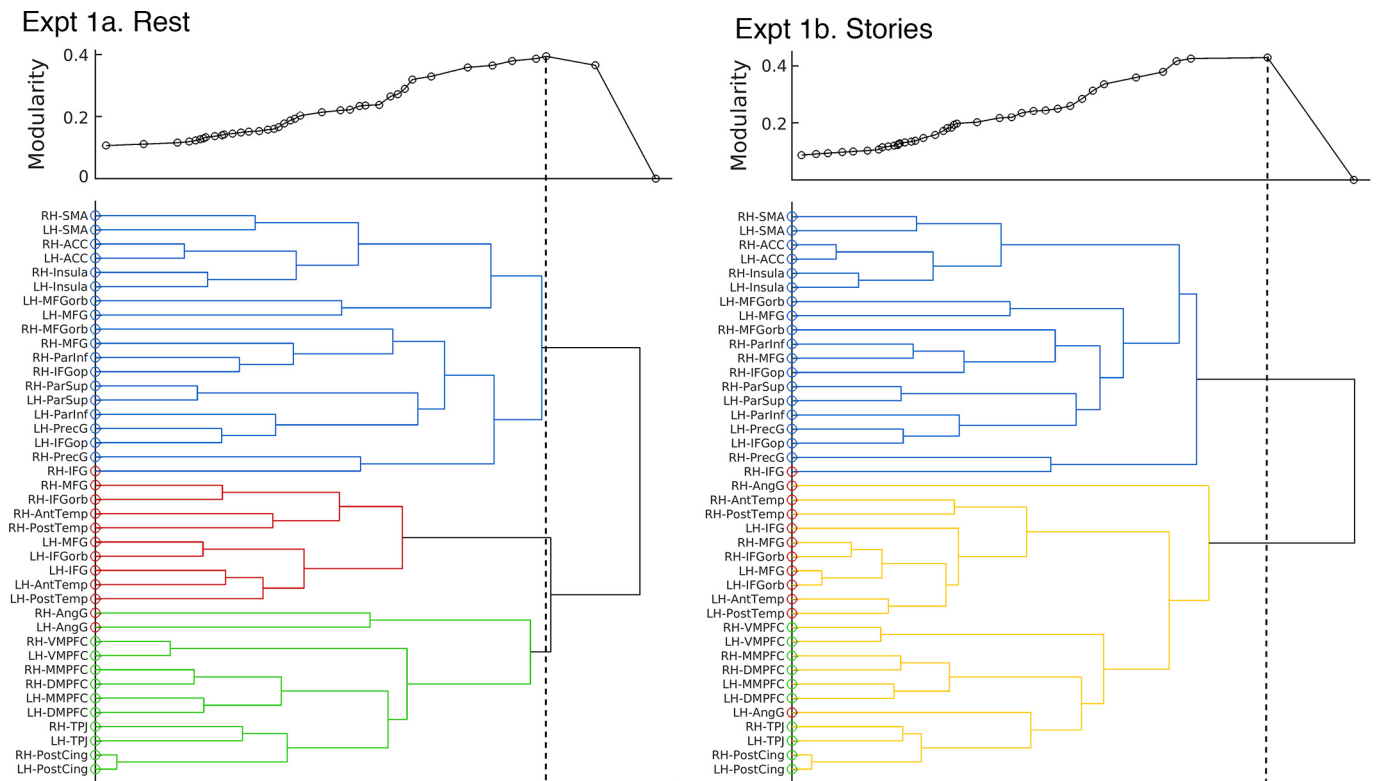 Expt 1a. Rest
Modularity
0.4
0.2
0
RH-SMA
LH-SMA
RH-ACC
LH-ACC
RH-Insula
LH-Insula
LH-MFGorb
LH-MFG
RH-MFGorb
RH-MFG
RH-ParInf
RH-IFGop
RH-ParSup
LH-ParSup
LH-ParInf
LH-PrecG
LH-IFGop
RH-PrecG
RH-IFG
RH-MFG
RH-IFGorb
RH-AntTemp
RH-PostTemp
LH-MFG
LH-IFGorb
LH-IFG
LH-AntTemp
LH-PostTemp
RH-AngG
LH-AngG
RH-VMPFC
LH-VMPFC
RH-MMPFC
RH-DMPFC
LH-MMPFC
LH-DMPFC
RH-TPJ
LH-TPJ
RH-PostCing
LH-PostCing
Expt 1b. Stories
Modularity
0.4
0.2
RH-SMA
LH-SMA
RH-ACC
LH-ACC
RH-Insula
LH-Insula
LH-MFGorb
LH-MFG
RH-MFGorb
RH-ParInf
RH-MFG
RH-IFGop
RH-ParSup
LH-ParSup
LH-ParInf
LH-PrecG
LH-IFGop
RH-PrecG
RH-IFG
RH-AngG
RH-AntTemp
RH-PostTemp
LH-IFG
RH-MFG
RH-IFGorb
LH-MFG
LH-IFGorb
LH-AntTemp
LH-PostTemp
RH-VMPFC
LH-VMPFC
RH-MMPFC
RH-DMPFC
LH-MMPFC
LH-DMPFC
LH-AngG
RH-TPJ
LH-TPJ
RH-PostCing
LH-PostCing